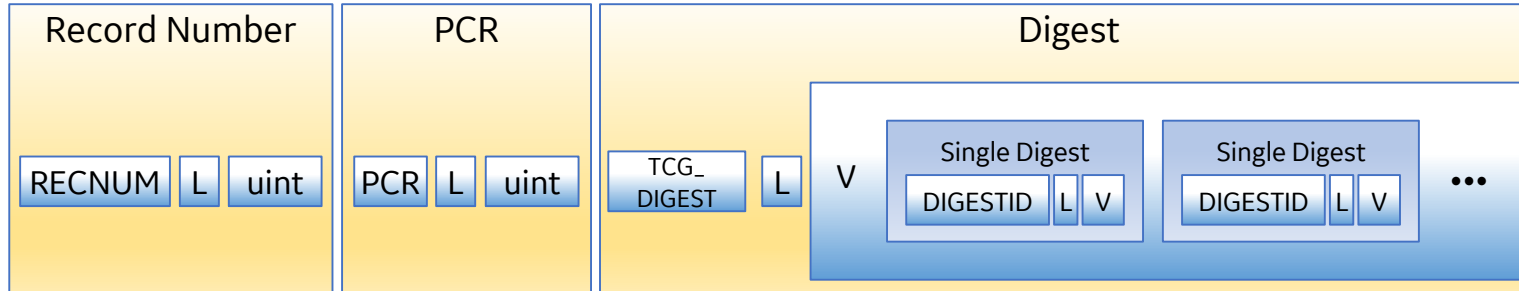 Record Number
RECNUM L uint
PCR
PCR L uint
Digest
TCG_
DIGEST
L
V
Single Digest
DIGESTID L V
Single Digest
DIGESTID L V
•••